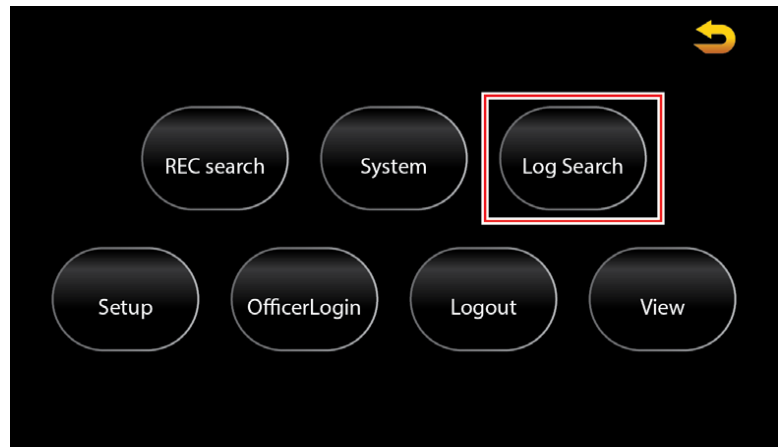 REC search
System
Log Search
Setup
OfficerLogin
Logout
View